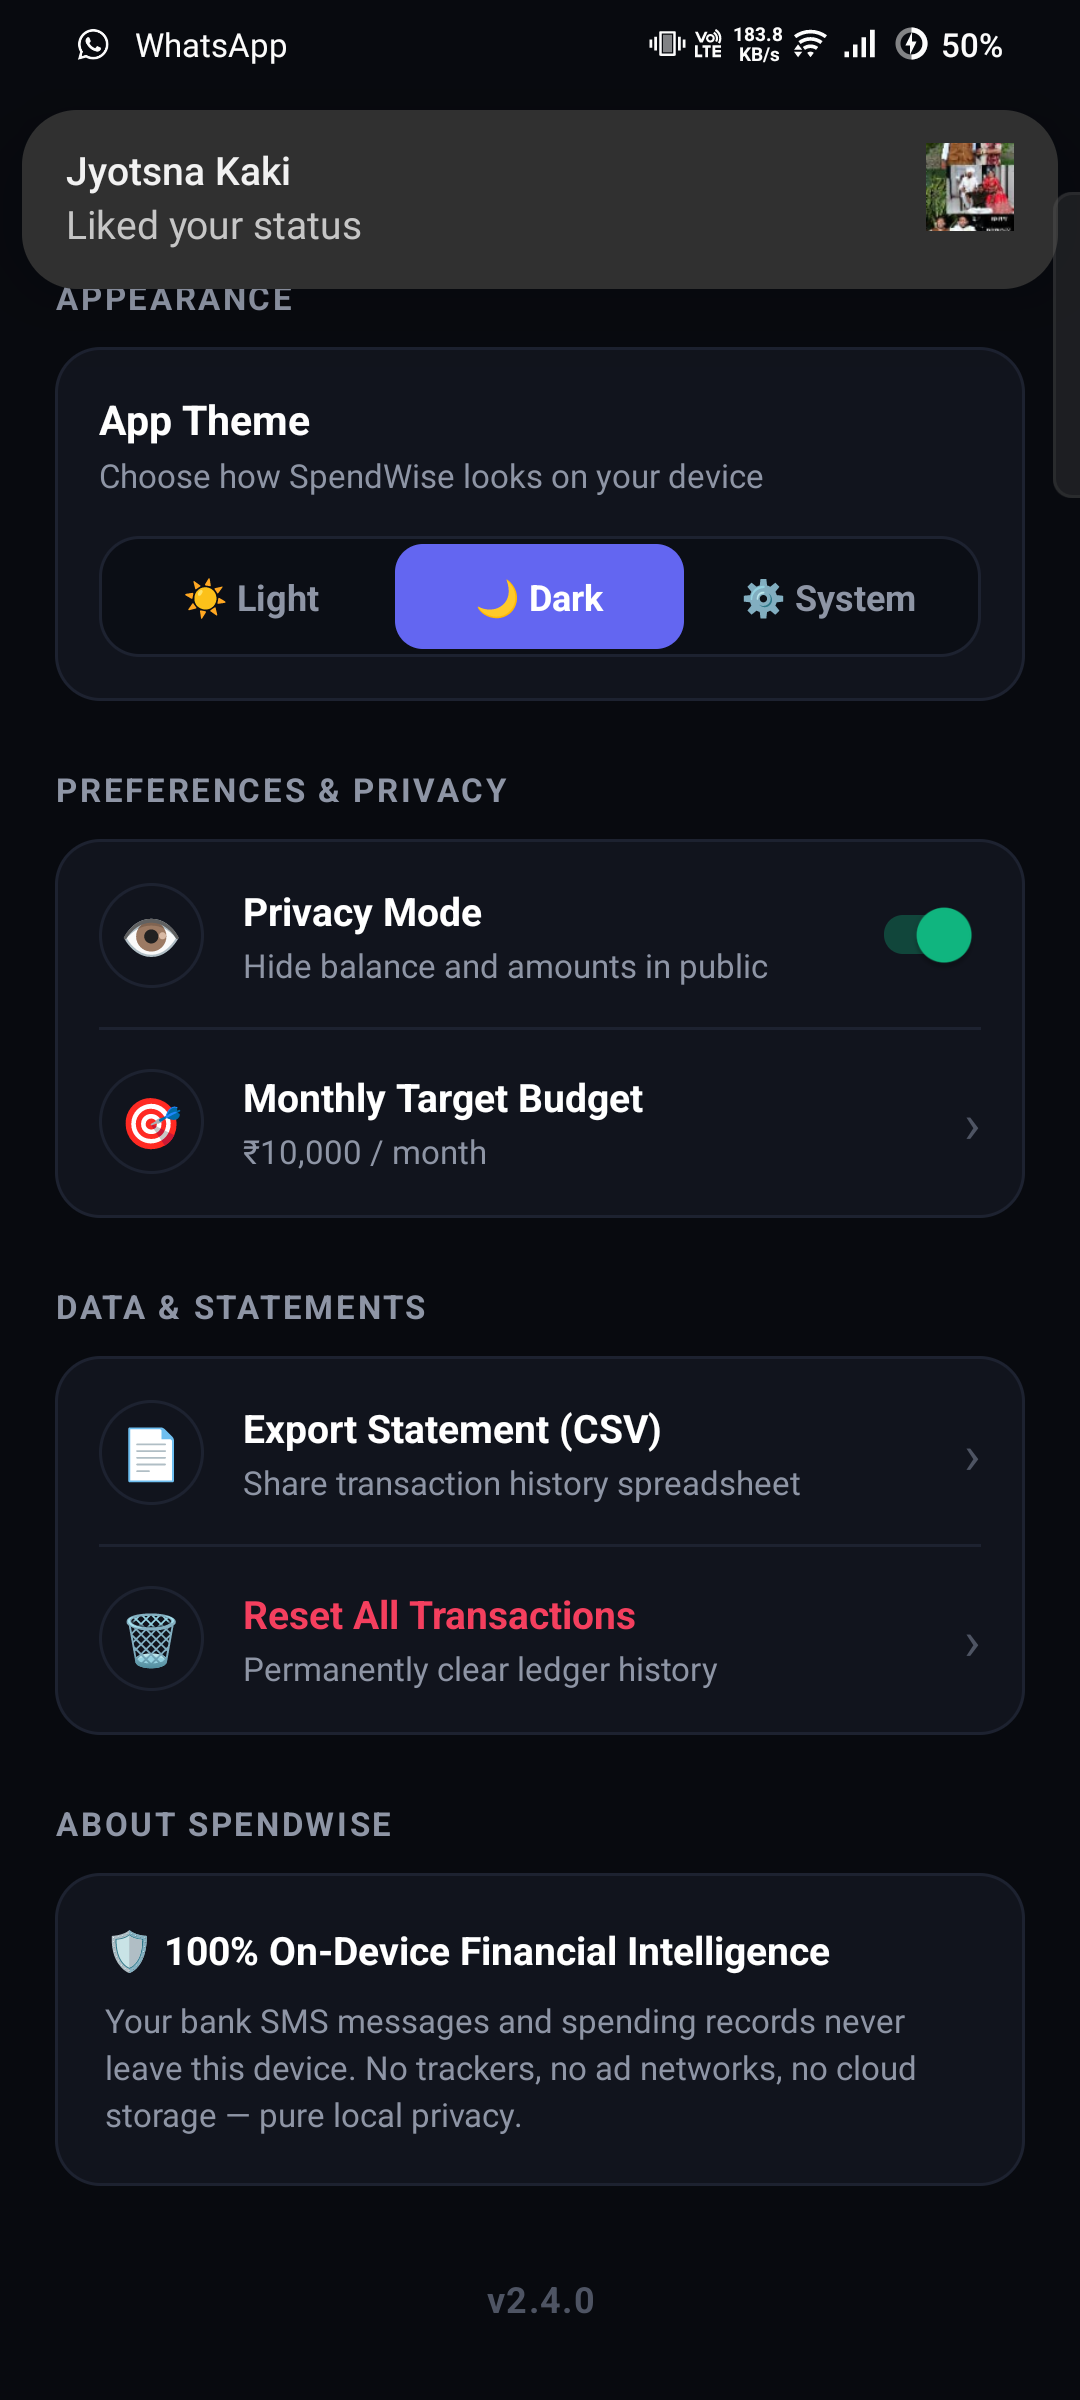 WhatsApp
Vo) LTE 183.8 KB/s 50%
Jyotsna Kaki
Liked your status
APPEARANCE
App Theme
Choose how SpendWise looks on your device
☀️ Light 🌙 Dark ⚙️ System
PREFERENCES & PRIVACY
Privacy Mode
Hide balance and amounts in public
Monthly Target Budget
₹10,000 / month
DATA & STATEMENTS
Export Statement (CSV)
Share transaction history spreadsheet
Reset All Transactions
Permanently clear ledger history
ABOUT SPENDWISE
🛡️ 100% On-Device Financial Intelligence
Your bank SMS messages and spending records never
leave this device. No trackers, no ad networks, no cloud
storage — pure local privacy.
v2.4.0